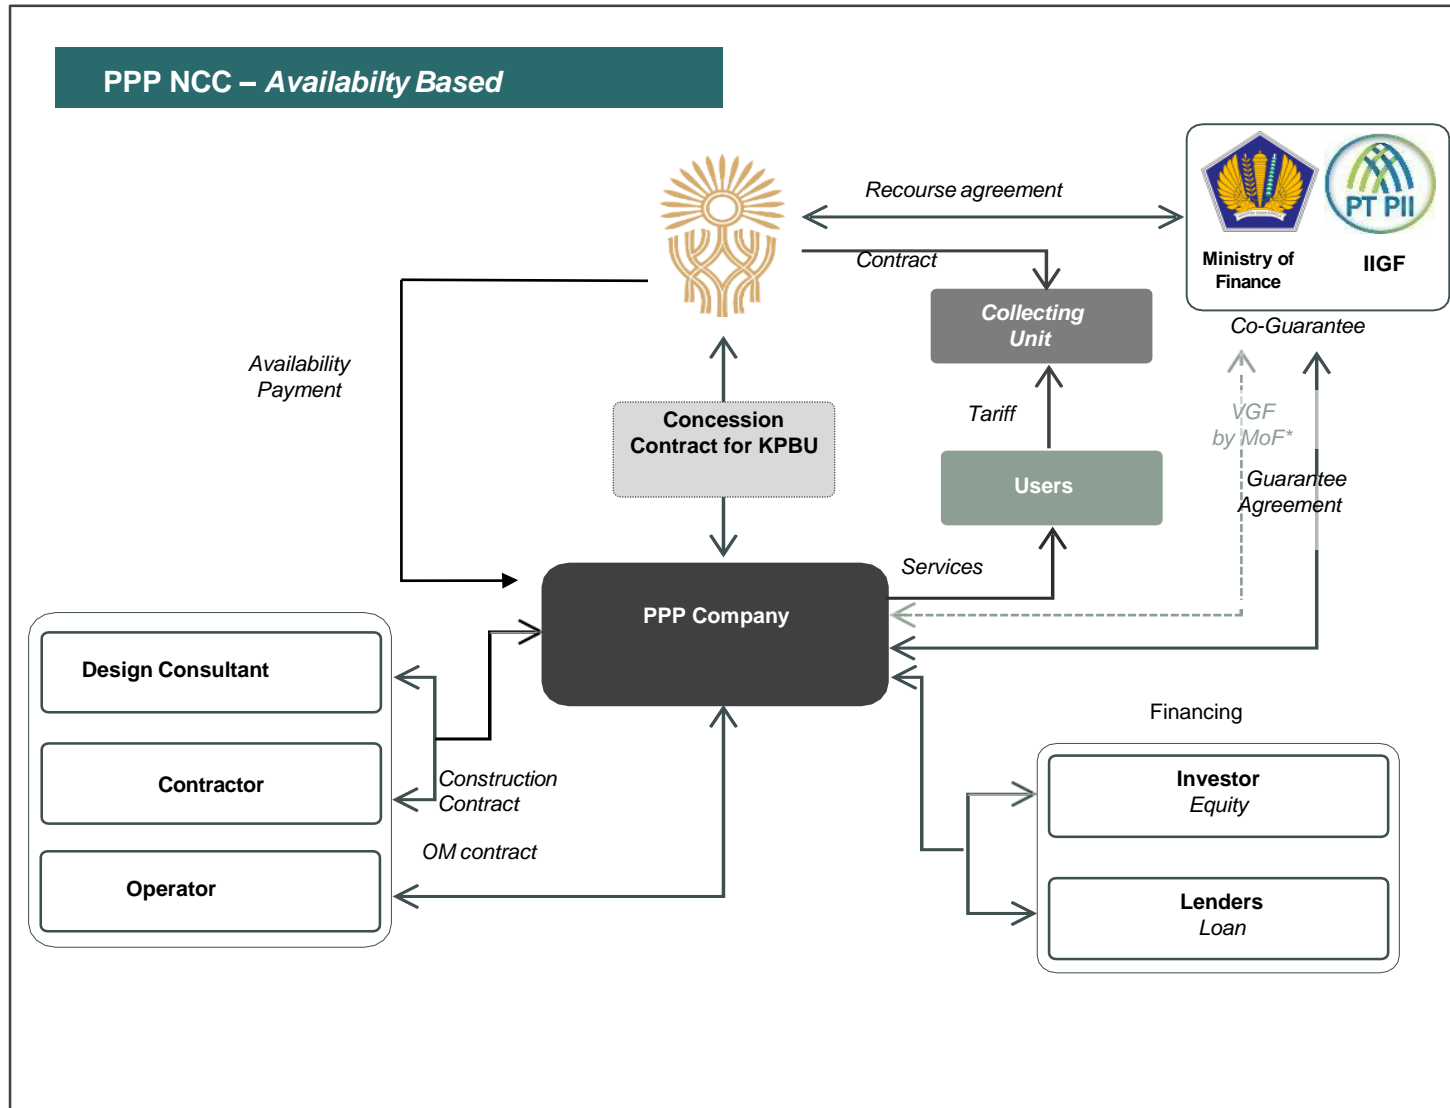 PPP NCC – Availabilty Based
Recourse agreement
PT PII
Ministry of
Finance
IIGF
Contract
Collecting
Unit
Co-Guarantee
Availability
Payment
Concession
Contract for KPBU
Tariff
VGF
by MoF*
Users
Guarantee
Agreement
Services
PPP Company
Design Consultant
Contractor
Construction
Contract
OM contract
Operator
Financing
Investor
Equity
Lenders
Loan